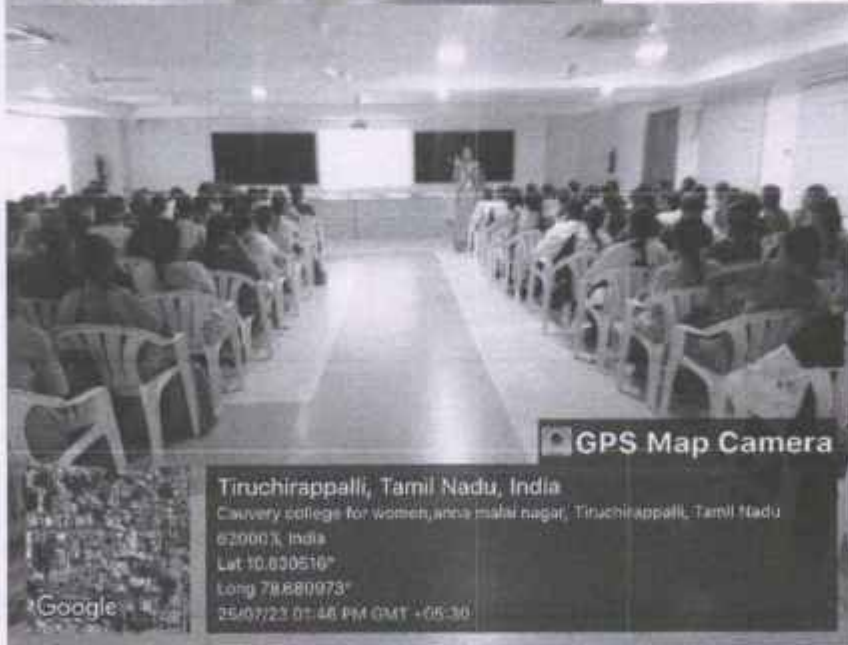 GPS Map Camera
Tiruchirappalli, Tamil Nadu, India
Cauvery college for women,anna malai nagar, Tiruchirappalli, Tamil Nadu
620003, India
Lat 10.830516°
Long 78.680973°
25/07/23 01:46 PM GMT +05:30
Google